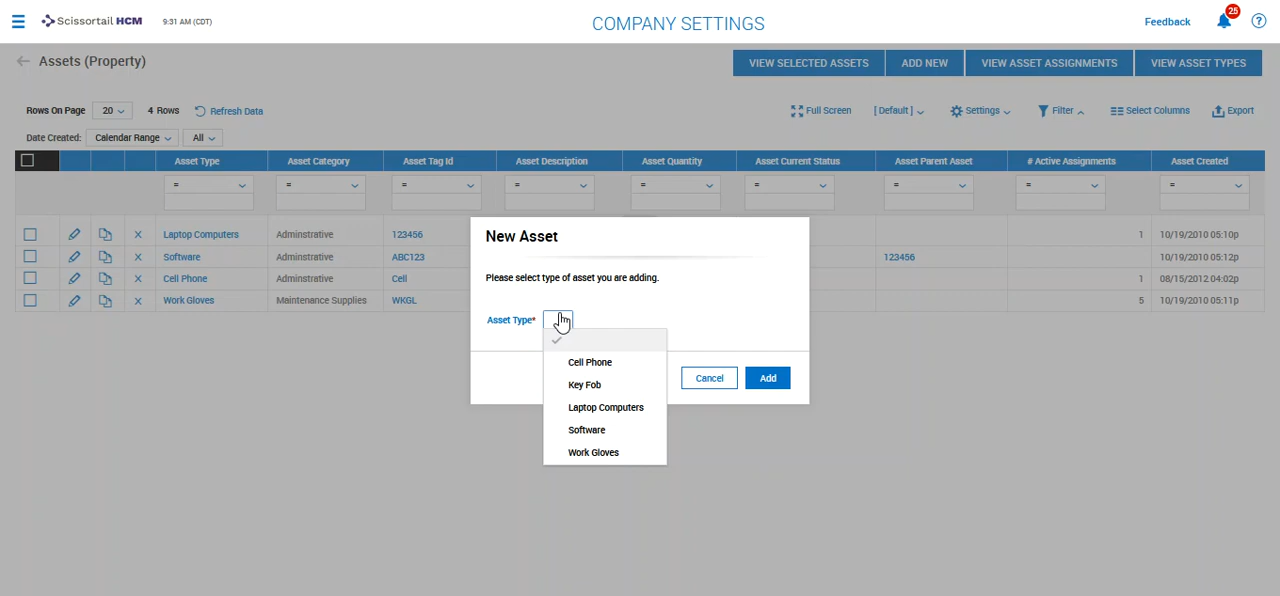 Scissortail HCM 9:31 AM (CDT) COMPANY SETTINGS Feedback 25 ?
Assets (Property) VIEW SELECTED ASSETS ADD NEW VIEW ASSET ASSIGNMENTS VIEW ASSET TYPES
Rows On Page 20 4 Rows Refresh Data Full Screen [ Default ] Settings Filter Select Columns Export
Date Created: Calendar Range All
Asset Type Asset Category Asset Tag Id Asset Description Asset Quantity Asset Current Status Asset Parent Asset # Active Assignments Asset Created
= = = = = = = = =
Laptop Computers Adminstrative 123456 1 10/19/2010 05:10p
Software Adminstrative ABC123 123456 10/19/2010 05:12p
Cell Phone Adminstrative Cell 1 08/15/2012 04:02p
Work Gloves Maintenance Supplies WKGL 5 10/19/2010 05:11p
New Asset
Please select type of asset you are adding.
Asset Type*
Cell Phone
Key Fob
Laptop Computers
Software
Work Gloves
Cancel Add